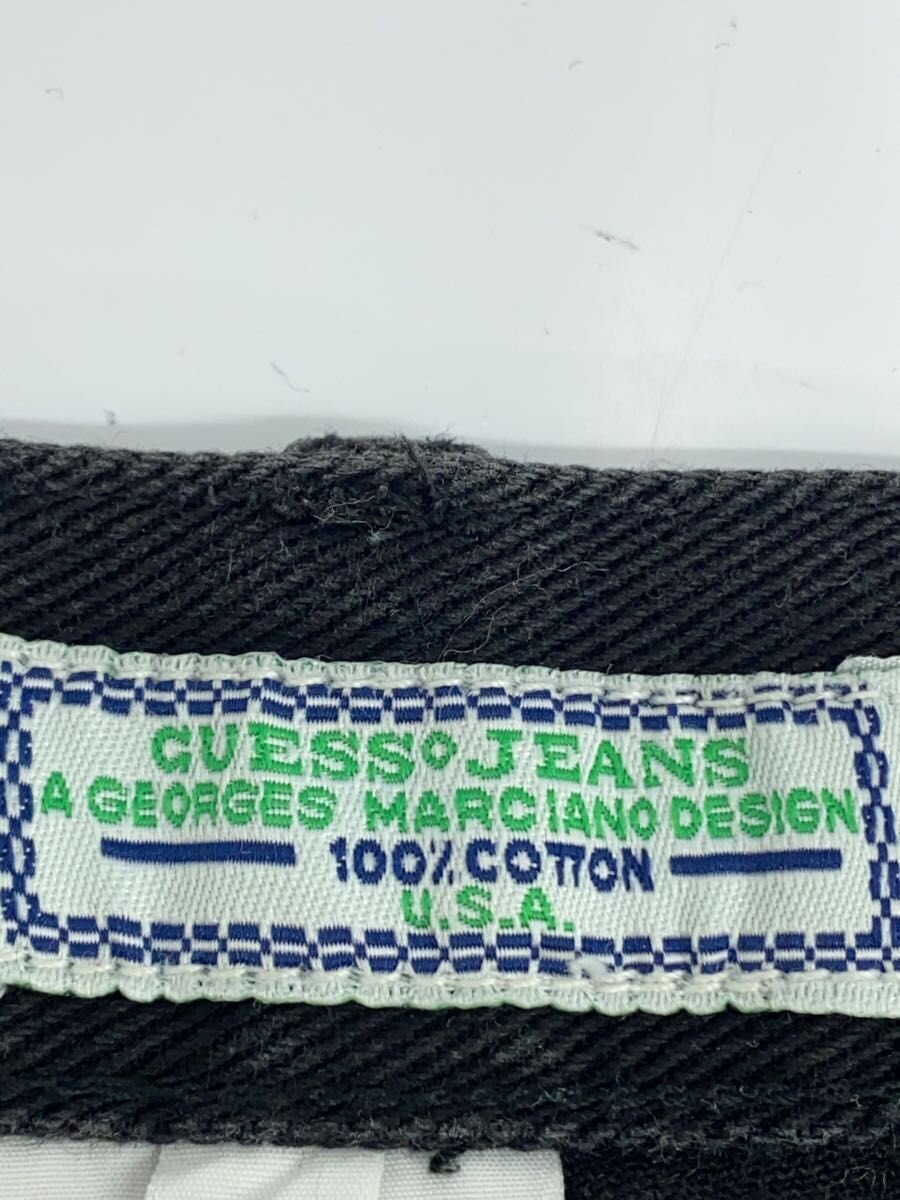 GUESS° JEANS
A GEORGES MARCIANO DESIGN
100% COTTON
U.S.A.